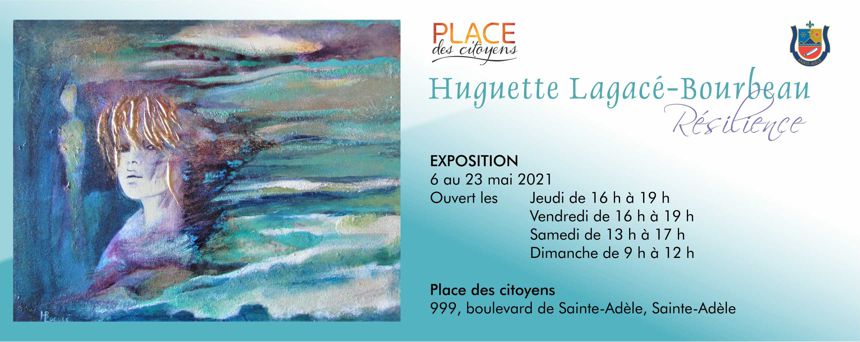 PLACE
des citoyens
Huguette Lagacé-Bourbeau
Résilience
EXPOSITION
6 au 23 mai 2021
Ouvert les Jeudi de 16 h à 19 h
Vendredi de 16 h à 19 h
Samedi de 13 h à 17 h
Dimanche de 9 h à 12 h
Place des citoyens
999, boulevard de Sainte-Adèle, Sainte-Adèle